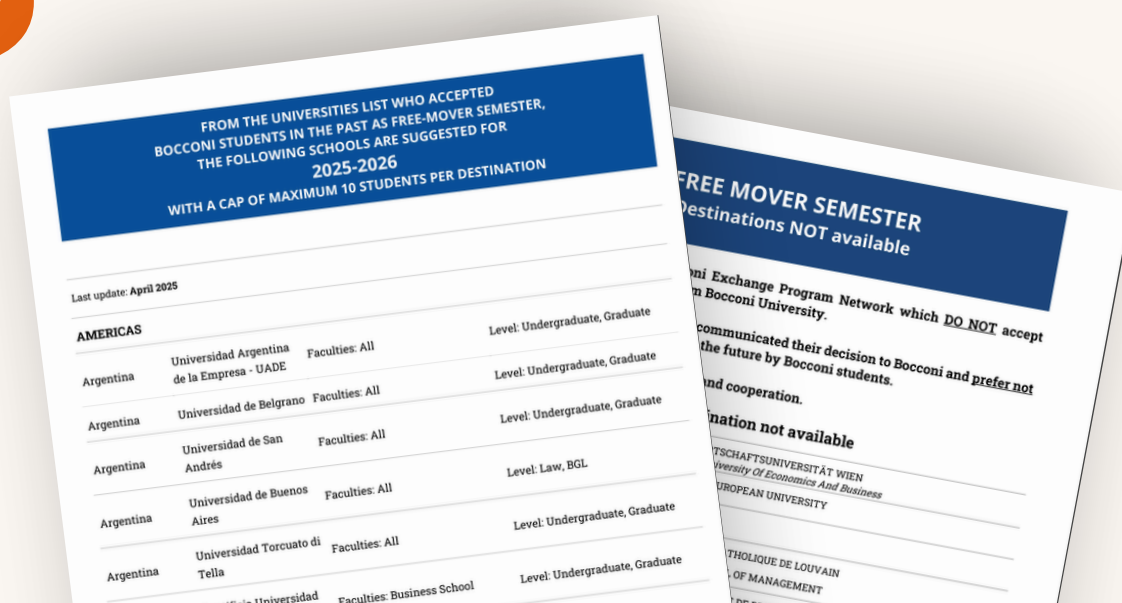 FROM THE UNIVERSITIES LIST WHO ACCEPTED
BOCCONI STUDENTS IN THE PAST AS FREE-MOVER SEMESTER,
THE FOLLOWING SCHOOLS ARE SUGGESTED FOR
2025-2026
WITH A CAP OF MAXIMUM 10 STUDENTS PER DESTINATION
Last update: April 2025
AMERICAS
Argentina Universidad Argentina de la Empresa - UADE Faculties: All Level: Undergraduate, Graduate
Argentina Universidad de Belgrano Faculties: All Level: Undergraduate, Graduate
Argentina Universidad de San Andrés Faculties: All Level: Undergraduate, Graduate
Argentina Universidad de Buenos Aires Faculties: All Level: Law, BGL
Argentina Universidad Torcuato di Tella Faculties: All Level: Undergraduate, Graduate
Universidad Faculties: Business School Level: Undergraduate, Graduate
FREE MOVER SEMESTER
Destinations NOT available
Exchange Program Network which DO NOT accept
Bocconi University.
communicated their decision to Bocconi and prefer not
the future by Bocconi students.
and cooperation.
not available
WIEN
Of Economics And Business
UNIVERSITY
DE LOUVAIN
OF MANAGEMENT